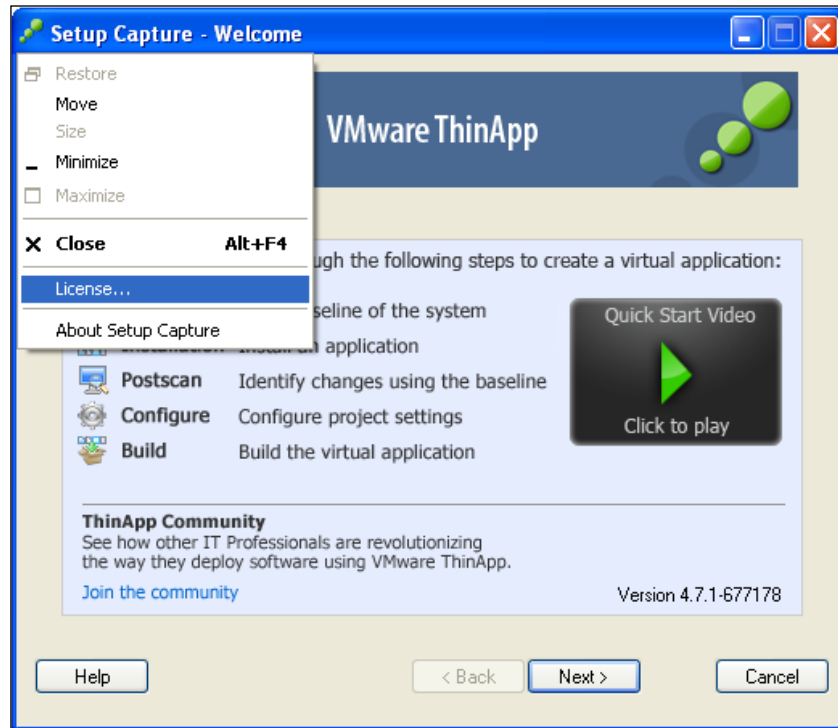 Setup Capture - Welcome
Restore
Move
Size
Minimize
Maximize
Close Alt+F4
License...
About Setup Capture
VMware ThinApp
ugh the following steps to create a virtual application:
seline of the system
Install an application
Postscan Identify changes using the baseline
Configure Configure project settings
Build Build the virtual application
Quick Start Video
Click to play
ThinApp Community
See how other IT Professionals are revolutionizing
the way they deploy software using VMware ThinApp.
Join the community
Version 4.7.1-677178
Help
< Back
Next >
Cancel